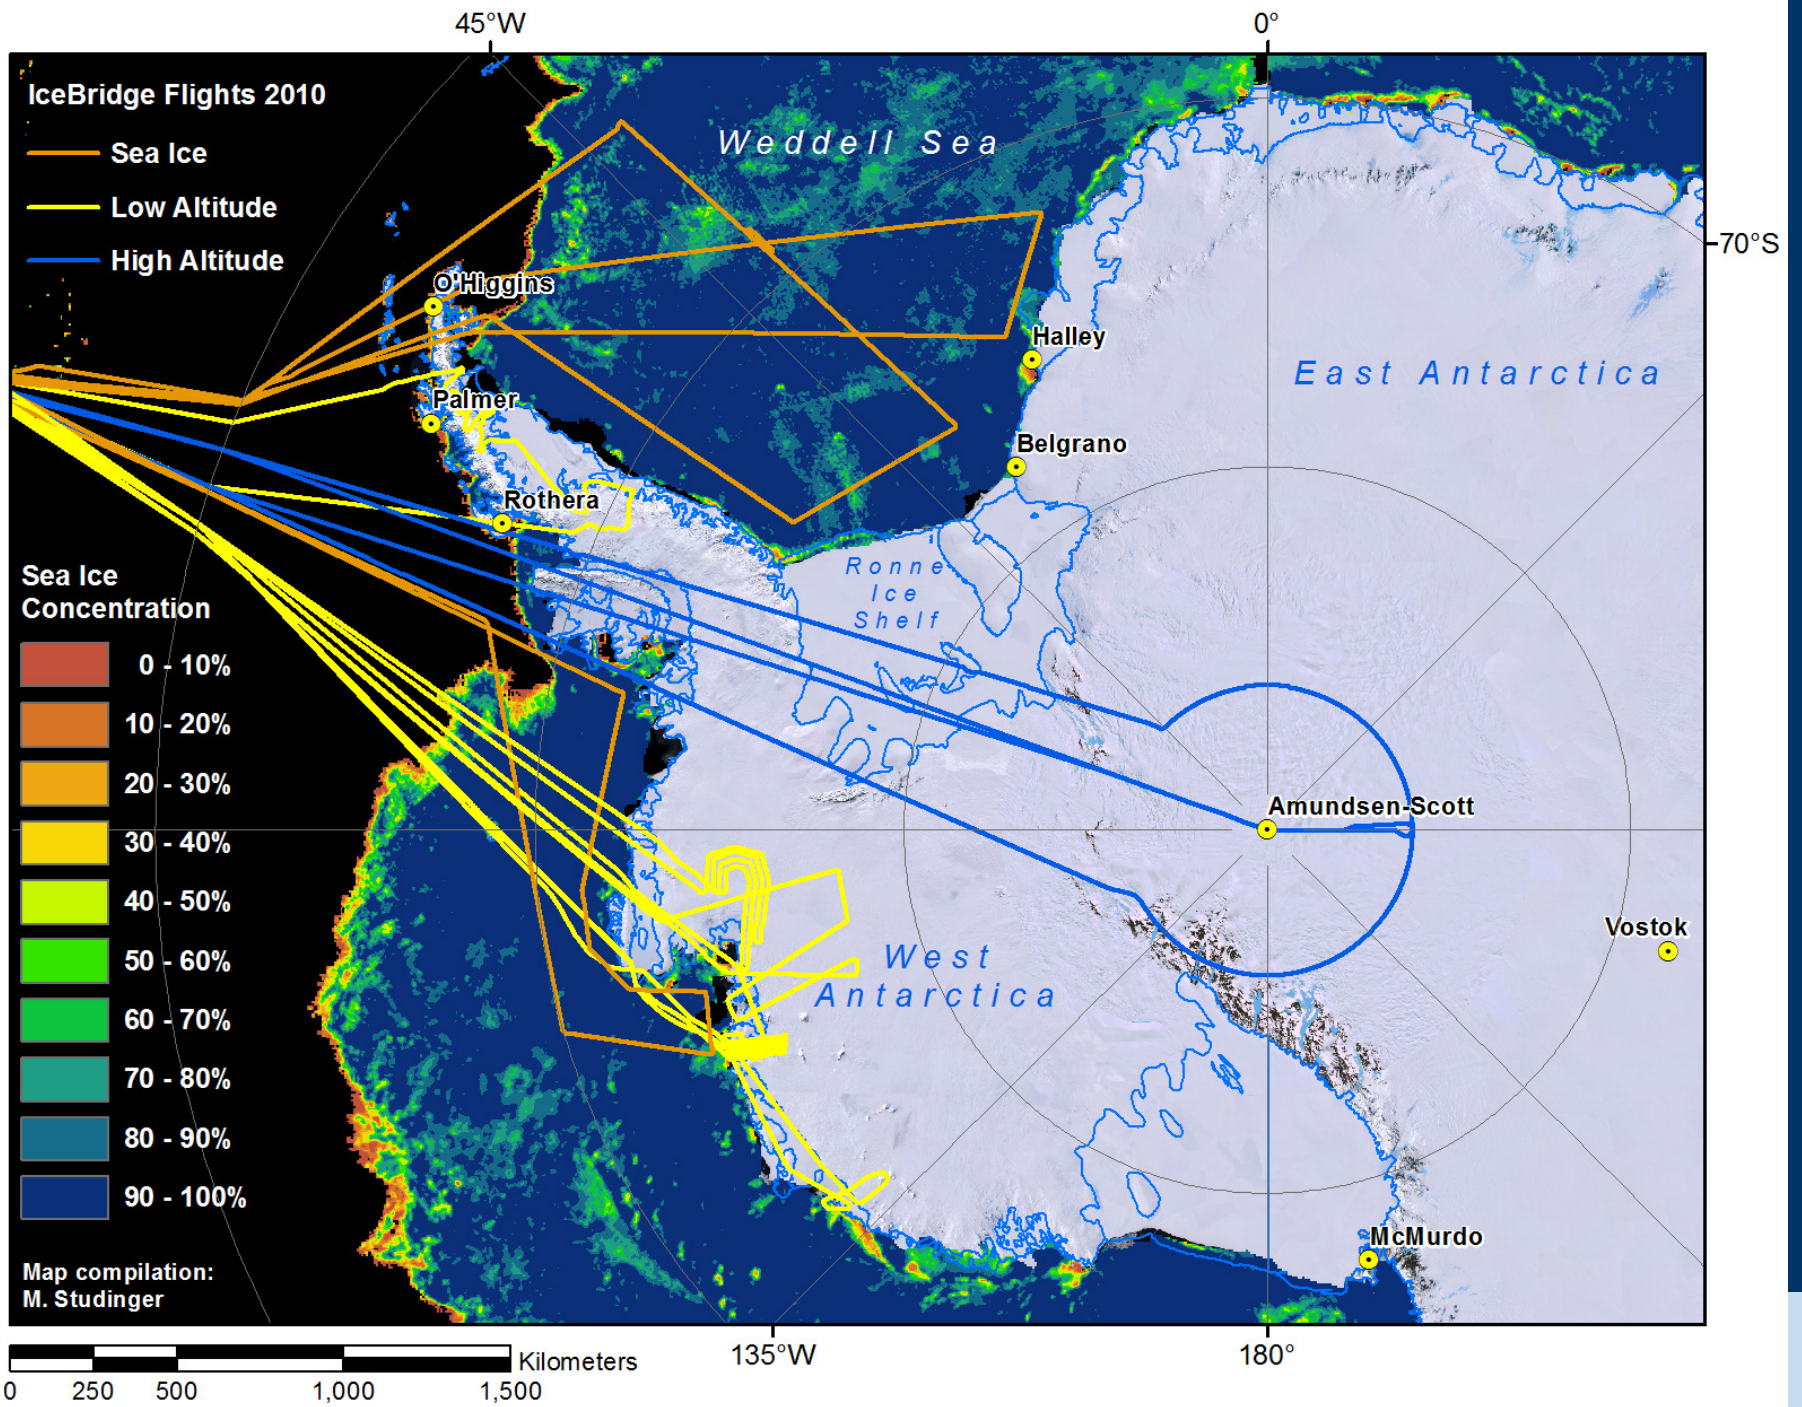 45°W
0°
IceBridge Flights 2010
Sea Ice
Low Altitude
High Altitude
Weddell Sea
70°S
O'Higgins
Halley
East Antarctica
Palmer
Belgrano
Rothera
Ronne
Ice
Shelf
Sea Ice
Concentration
0 - 10%
10 - 20%
20 - 30%
30 - 40%
40 - 50%
50 - 60%
60 - 70%
70 - 80%
80 - 90%
90 - 100%
Amundsen-Scott
Vostok
West
Antarctica
McMurdo
Map compilation:
M. Studinger
Kilometers
0 250 500 1,000 1,500
135°W
180°